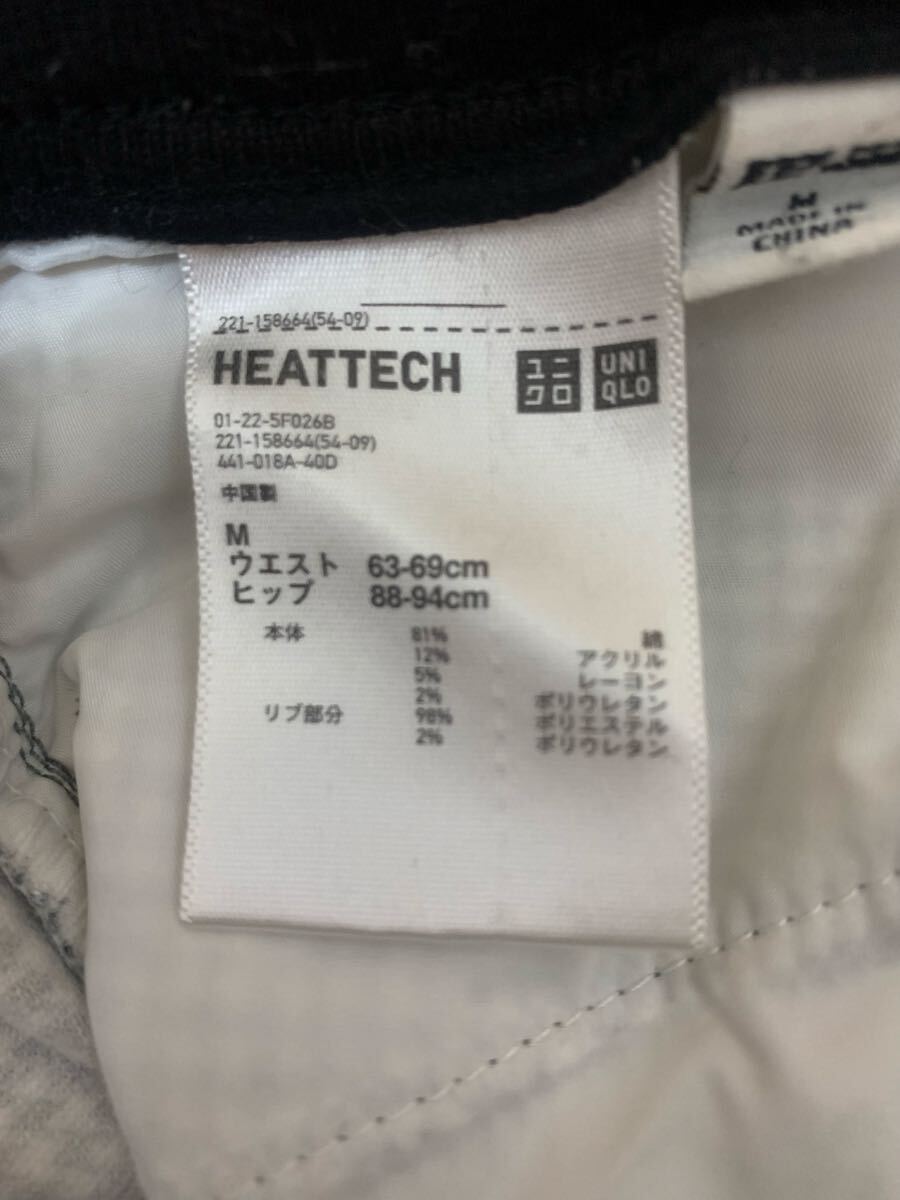 221-158664(54-09)
HEATTECH
ユニ
クロ
UNI
QLO
01-22-5F026B
221-158664(54-09)
441-018A-40D
中国製
M
ウエスト 63-69cm
ヒップ 88-94cm
本体 81% 綿
12% アクリル
5% レーヨン
2% ポリウレタン
リブ部分 98% ポリエステル
2% ポリウレタン
M
MADE IN
CHINA